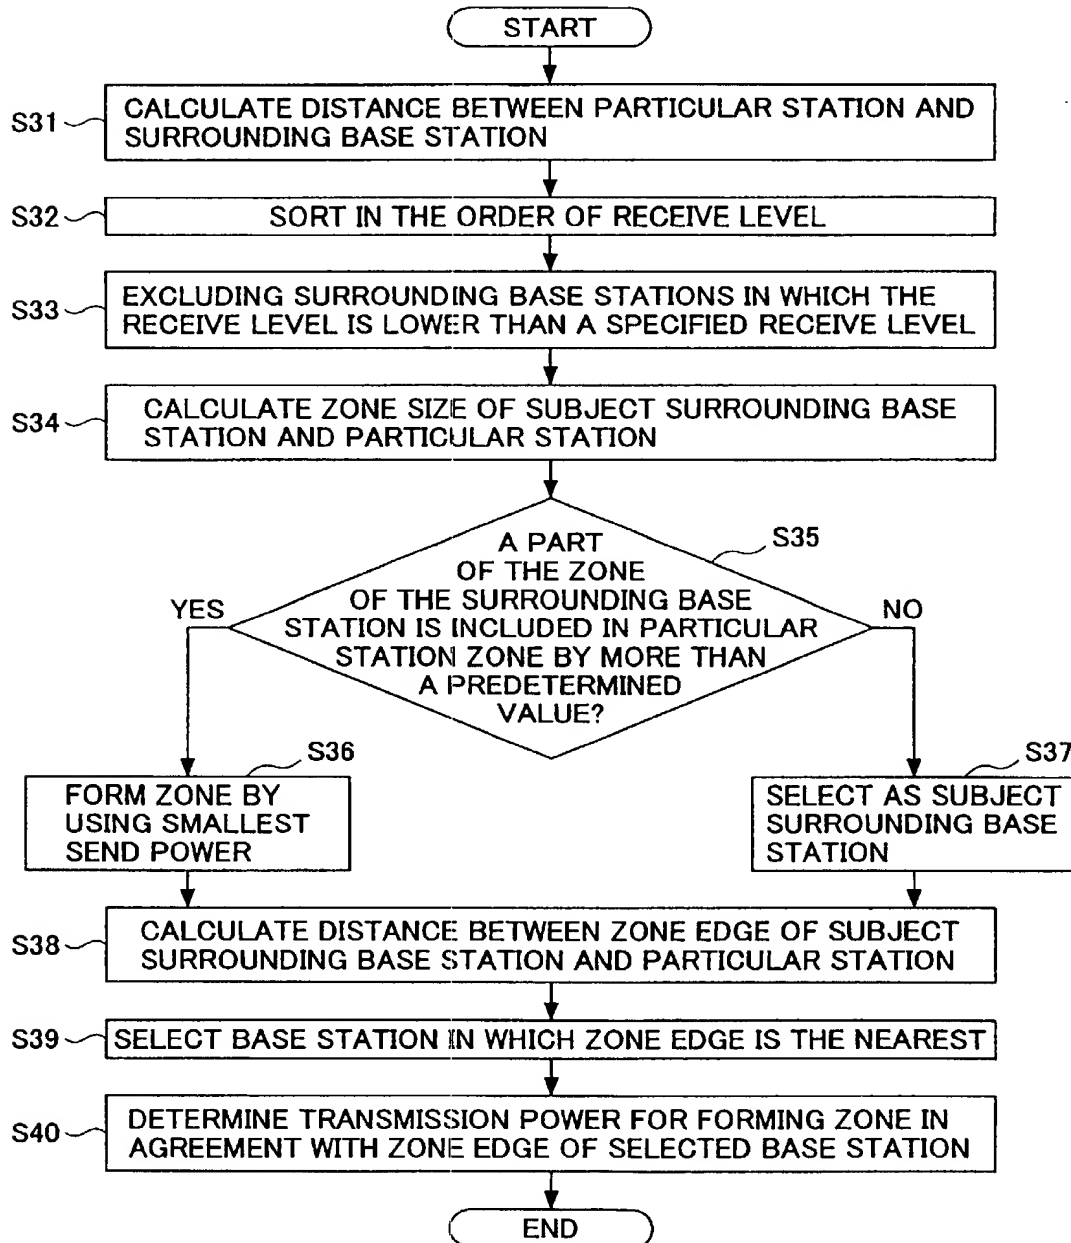 START
S31
CALCULATE DISTANCE BETWEEN PARTICULAR STATION AND
SURROUNDING BASE STATION
S32
SORT IN THE ORDER OF RECEIVE LEVEL
S33
EXCLUDING SURROUNDING BASE STATIONS IN WHICH THE
RECEIVE LEVEL IS LOWER THAN A SPECIFIED RECEIVE LEVEL
S34
CALCULATE ZONE SIZE OF SUBJECT SURROUNDING BASE
STATION AND PARTICULAR STATION
S35
A PART
OF THE ZONE
OF THE SURROUNDING BASE
STATION IS INCLUDED IN PARTICULAR
STATION ZONE BY MORE THAN
A PREDETERMINED
VALUE?
YES
NO
S36
FORM ZONE BY
USING SMALLEST
SEND POWER
S37
SELECT AS SUBJECT
SURROUNDING BASE
STATION
S38
CALCULATE DISTANCE BETWEEN ZONE EDGE OF SUBJECT
SURROUNDING BASE STATION AND PARTICULAR STATION
S39
SELECT BASE STATION IN WHICH ZONE EDGE IS THE NEAREST
S40
DETERMINE TRANSMISSION POWER FOR FORMING ZONE IN
AGREEMENT WITH ZONE EDGE OF SELECTED BASE STATION
END